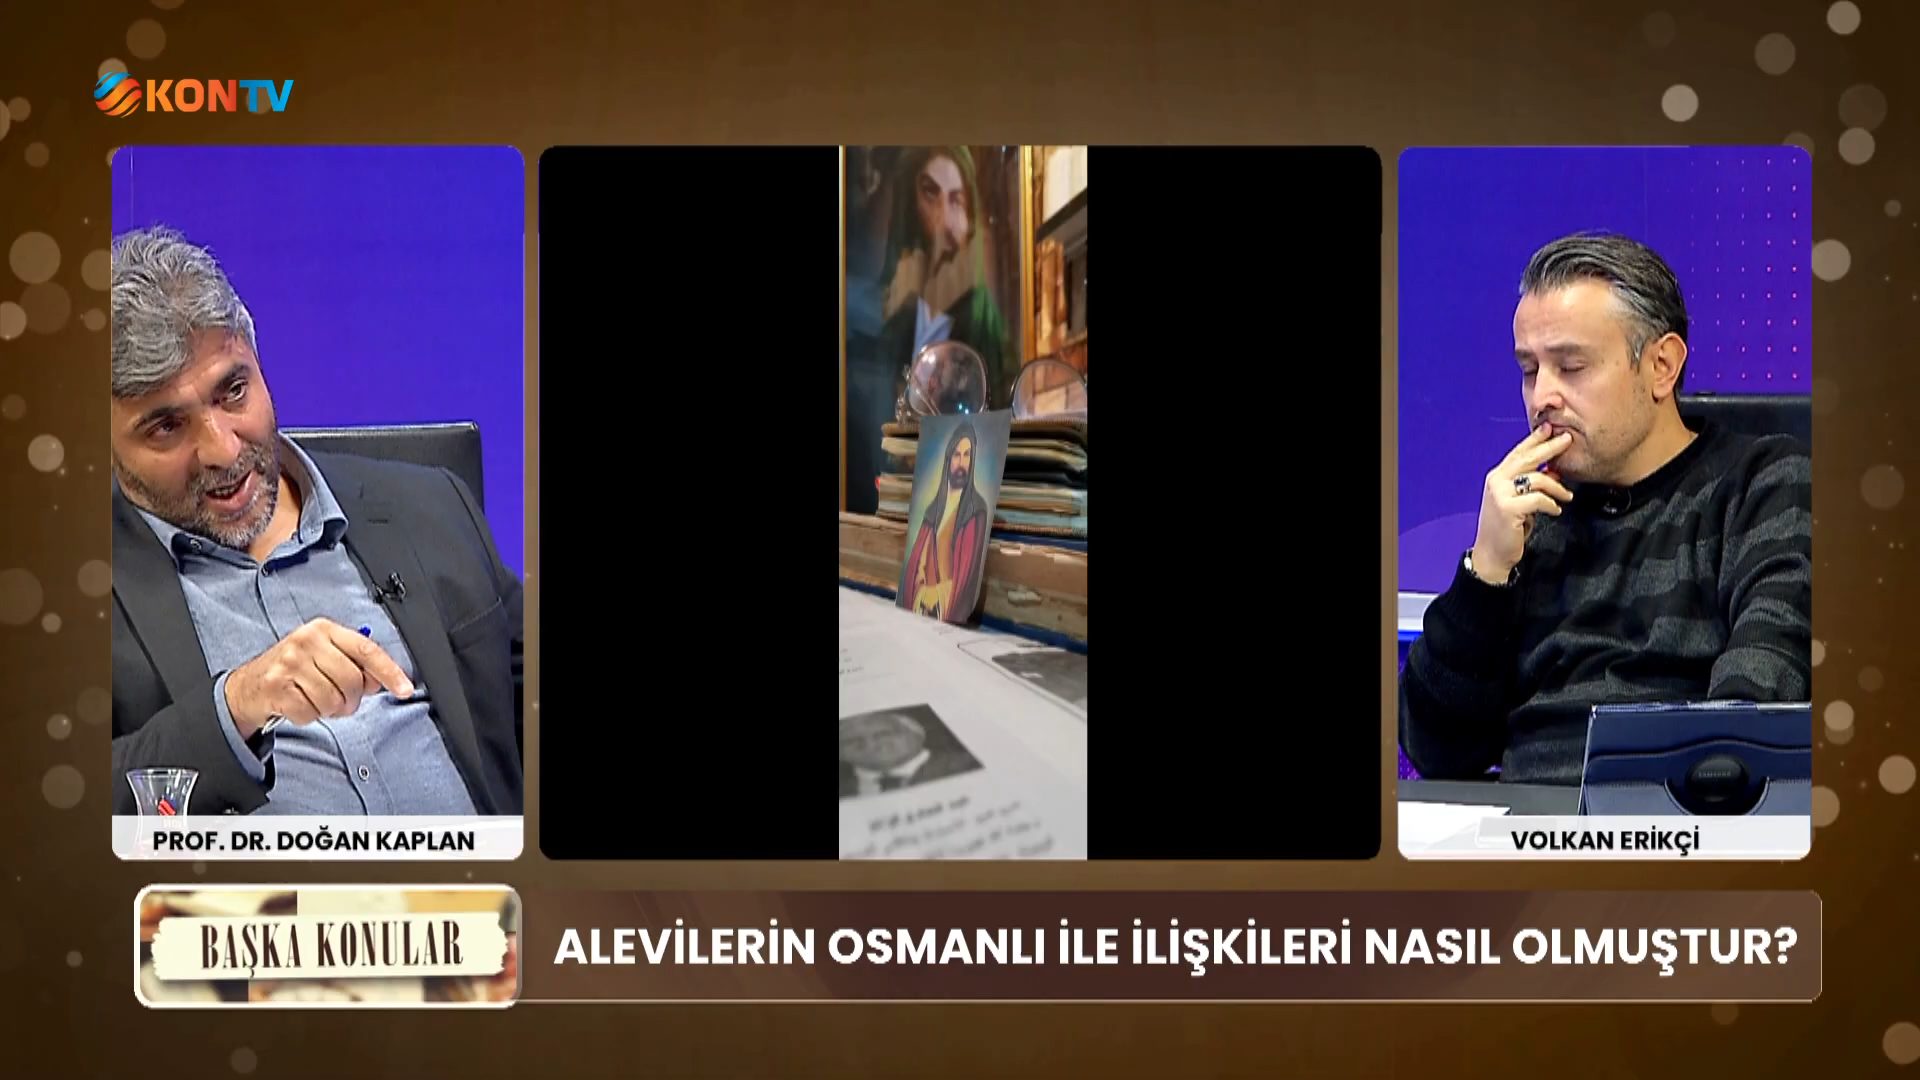 KONTV
PROF. DR. DOĞAN KAPLAN
VOLKAN ERİKÇİ
BAŞKA KONULAR
ALEVİLERİN OSMANLI İLE İLİŞKİLERİ NASIL OLMUŞTUR?